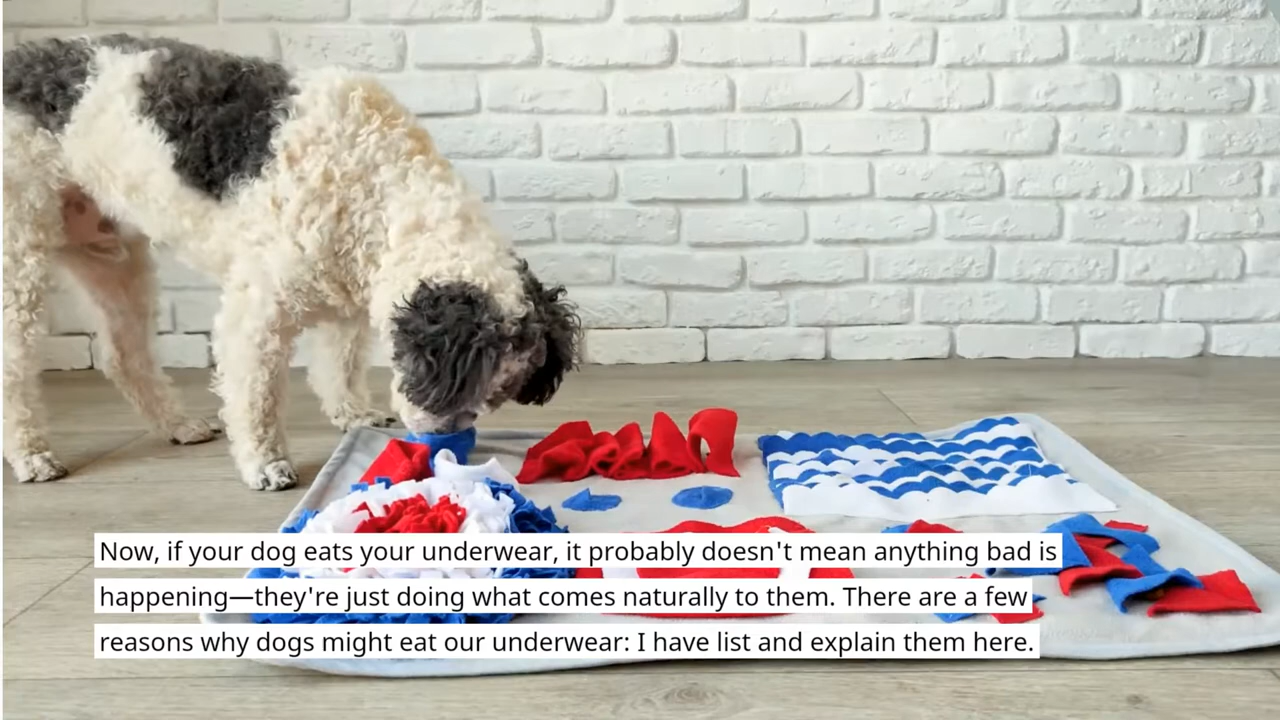 Now, if your dog eats your underwear, it probably doesn't mean anything bad is
happening—they're just doing what comes naturally to them. There are a few
reasons why dogs might eat our underwear: I have list and explain them here.